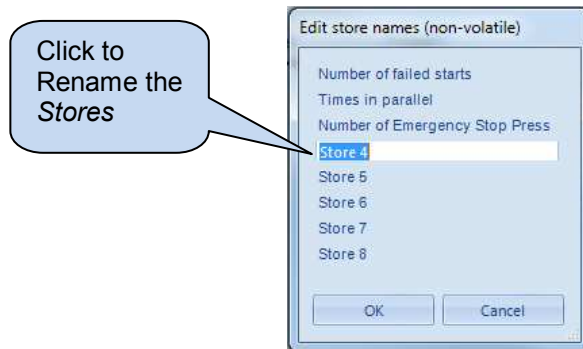 Click to
Rename the
Stores
Edit store names (non-volatile)
Number of failed starts
Times in parallel
Number of Emergency Stop Press
Store 4
Store 5
Store 6
Store 7
Store 8
OK
Cancel